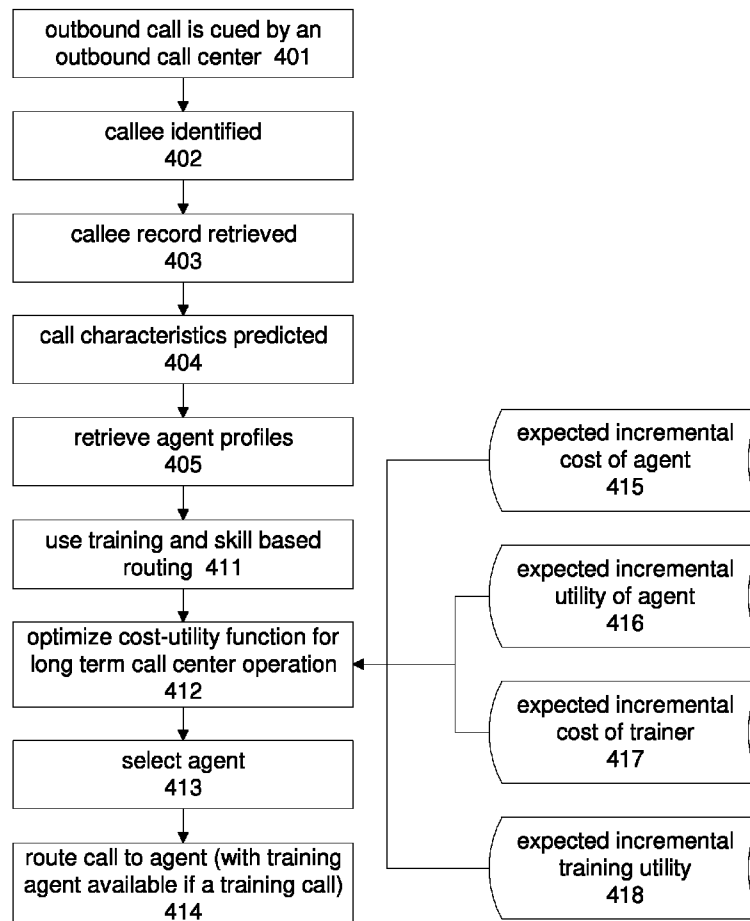 outbound call is cued by an
outbound call center 401
callee identified
402
callee record retrieved
403
call characteristics predicted
404
retrieve agent profiles
405
use training and skill based
routing 411
optimize cost-utility function for
long term call center operation
412
select agent
413
route call to agent (with training
agent available if a training call)
414
expected incremental
cost of agent
415
expected incremental
utility of agent
416
expected incremental
cost of trainer
417
expected incremental
training utility
418